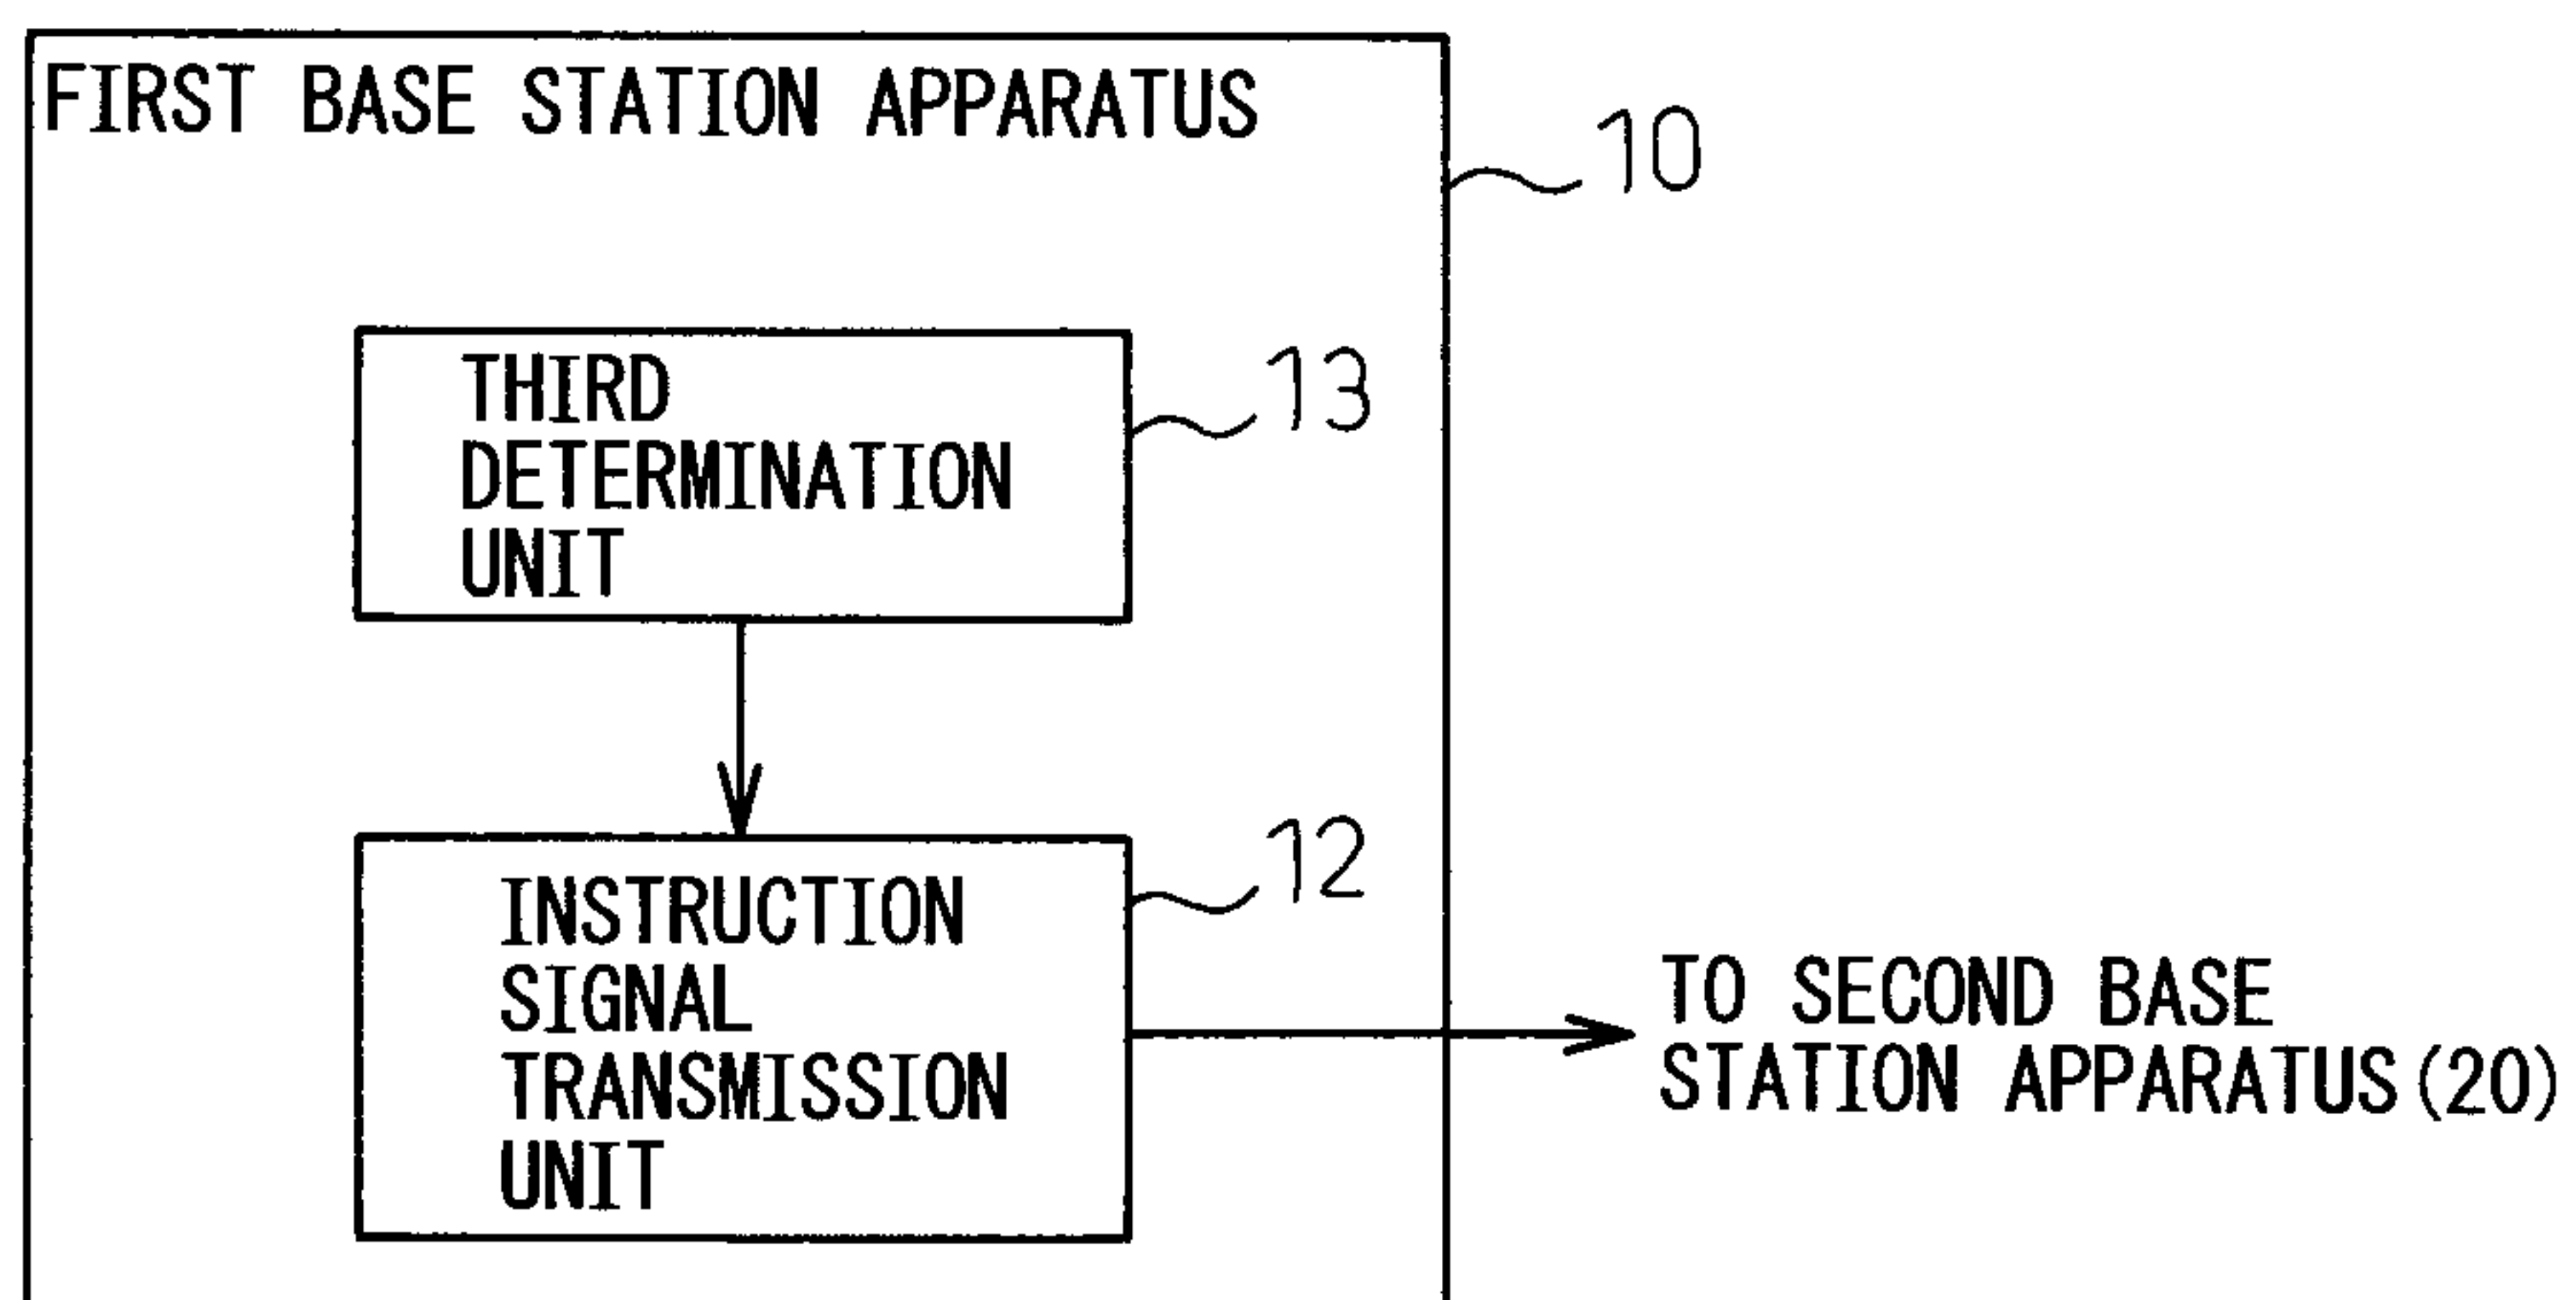 FIRST BASE STATION APPARATUS
10
THIRD
DETERMINATION
UNIT
13
INSTRUCTION
SIGNAL
TRANSMISSION
UNIT
12
TO SECOND BASE
STATION APPARATUS(20)